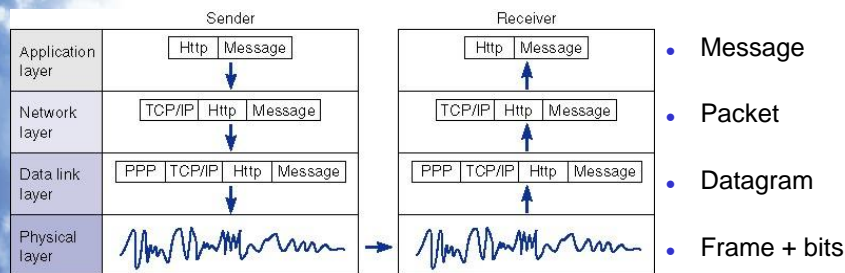 Sender Receiver
Application layer
Http Message
Http Message
Message
Network layer
TCP/IP Http Message
TCP/IP Http Message
Packet
Data link layer
PPP TCP/IP Http Message
PPP TCP/IP Http Message
Datagram
Physical layer
Frame + bits